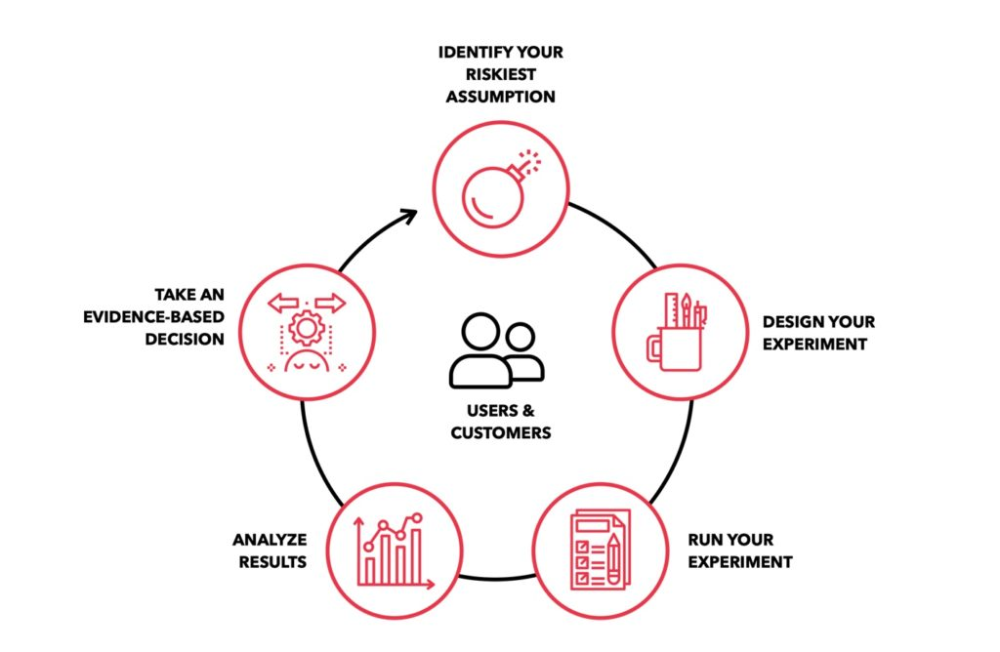 IDENTIFY YOUR
RISKIEST
ASSUMPTION
DESIGN YOUR
EXPERIMENT
RUN YOUR
EXPERIMENT
ANALYZE
RESULTS
TAKE AN
EVIDENCE-BASED
DECISION
USERS &
CUSTOMERS